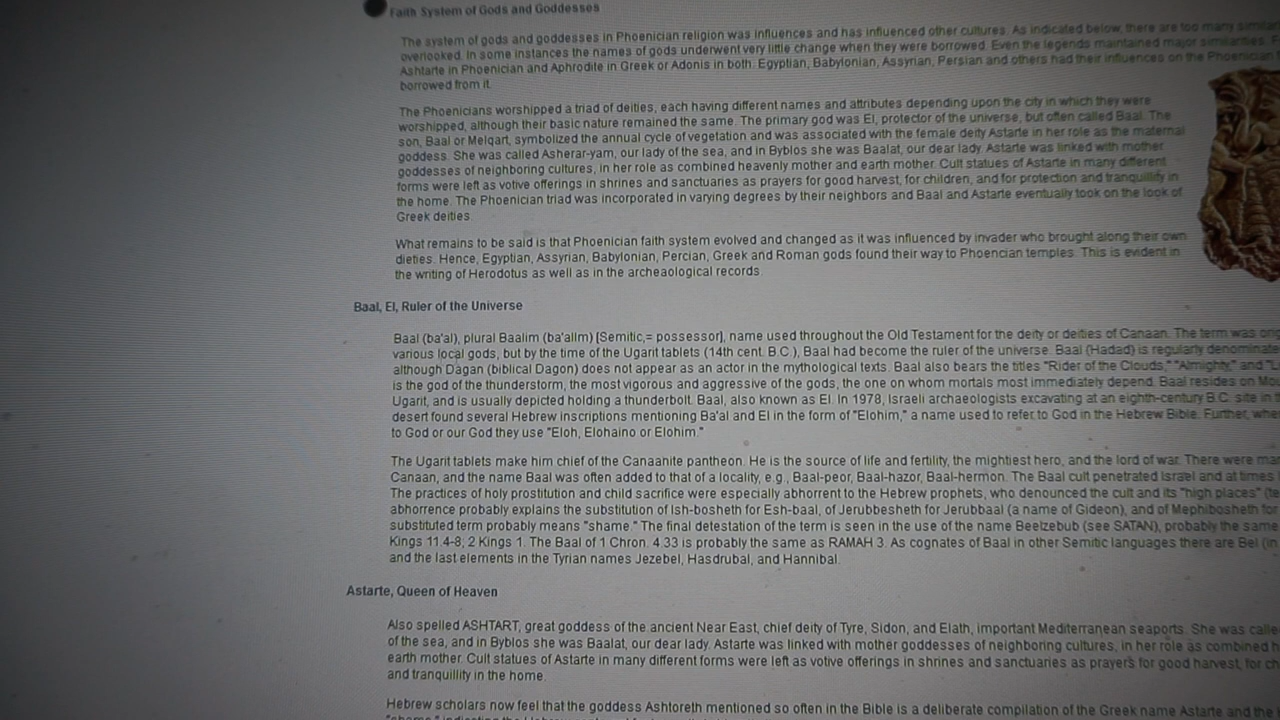 Faith System of Gods and Goddesses
The system of gods and goddesses in Phoenician religion was influences and has influenced other cultures. As indicated below, there are too many similar
overlooked. In some instances the names of gods underwent very little change when they were borrowed. Even the legends maintained major similarities.
Ashtarte in Phoenician and Aphrodite in Greek or Adonis in both. Egyptian, Babylonian, Assyrian, Persian and others had their influences on the Phoenician
borrowed from it.
The Phoenicians worshipped a triad of deities, each having different names and attributes depending upon the city in which they were
worshipped, although their basic nature remained the same. The primary god was El, protector of the universe, but often called Baal. The
son, Baal or Melqart, symbolized the annual cycle of vegetation and was associated with the female deity Astarte in her role as the maternal
goddess. She was called Asherar-yam, our lady of the sea, and in Byblos she was Baalat, our dear lady. Astarte was linked with mother
goddesses of neighboring cultures, in her role as combined heavenly mother and earth mother. Cult statues of Astarte in many different
forms were left as votive offerings in shrines and sanctuaries as prayers for good harvest, for children, and for protection and tranquillity in
the home. The Phoenician triad was incorporated in varying degrees by their neighbors and Baal and Astarte eventually took on the look of
Greek deities.
What remains to be said is that Phoenician faith system evolved and changed as it was influenced by invader who brought along their own
dieties. Hence, Egyptian, Assyrian, Babylonian, Percian, Greek and Roman gods found their way to Phoencian temples. This is evident in
the writing of Herodotus as well as in the archeaological records.
Baal, El, Ruler of the Universe
Baal (ba'al), plural Baalim (ba'allm) [Semitic,= possessor], name used throughout the Old Testament for the deity or deities of Canaan. The term was
various local gods, but by the time of the Ugarit tablets (14th cent. B.C.), Baal had become the ruler of the universe. Baal (Hadad) is regularly
although Dagan (biblical Dagon) does not appear as an actor in the mythological texts. Baal also bears the titles "Rider of the Clouds," "Almighty," and
is the god of the thunderstorm, the most vigorous and aggressive of the gods, the one on whom mortals most immediately depend. Baal resides on
Ugarit, and is usually depicted holding a thunderbolt. Baal, also known as El. In 1978, Israeli archaeologists excavating at an eighth-century B.C. site in
desert found several Hebrew inscriptions mentioning Ba'al and El in the form of "Elohim," a name used to refer to God in the Hebrew Bible. Further,
to God or our God they use "Eloh, Elohaino or Elohim."
The Ugarit tablets make him chief of the Canaanite pantheon. He is the source of life and fertility, the mightiest hero, and the lord of war. There were
Canaan, and the name Baal was often added to that of a locality, e.g., Baal-peor, Baal-hazor, Baal-hermon. The Baal cult penetrated Israel and at times
The practices of holy prostitution and child sacrifice were especially abhorrent to the Hebrew prophets, who denounced the cult and its "high places"
abhorrence probably explains the substitution of Ish-bosheth for Esh-baal, of Jerubbesheth for Jerubbaal (a name of Gideon), and of Mephibosheth for
substituted term probably means "shame." The final detestation of the term is seen in the use of the name Beelzebub (see SATAN), probably the same
Kings 11.4-8; 2 Kings 1. The Baal of 1 Chron. 4.33 is probably the same as RAMAH 3. As cognates of Baal in other Semitic languages there are Bel (in
and the last elements in the Tyrian names Jezebel, Hasdrubal, and Hannibal.
Astarte, Queen of Heaven
Also spelled ASHTART, great goddess of the ancient Near East, chief deity of Tyre, Sidon, and Elath, important Mediterranean seaports. She was
of the sea, and in Byblos she was Baalat, our dear lady. Astarte was linked with mother goddesses of neighboring cultures, in her role as combined
earth mother. Cult statues of Astarte in many different forms were left as votive offerings in shrines and sanctuaries as prayers for good harvest, for
and tranquillity in the home.
Hebrew scholars now feel that the goddess Ashtoreth mentioned so often in the Bible is a deliberate compilation of the Greek name Astarte and the